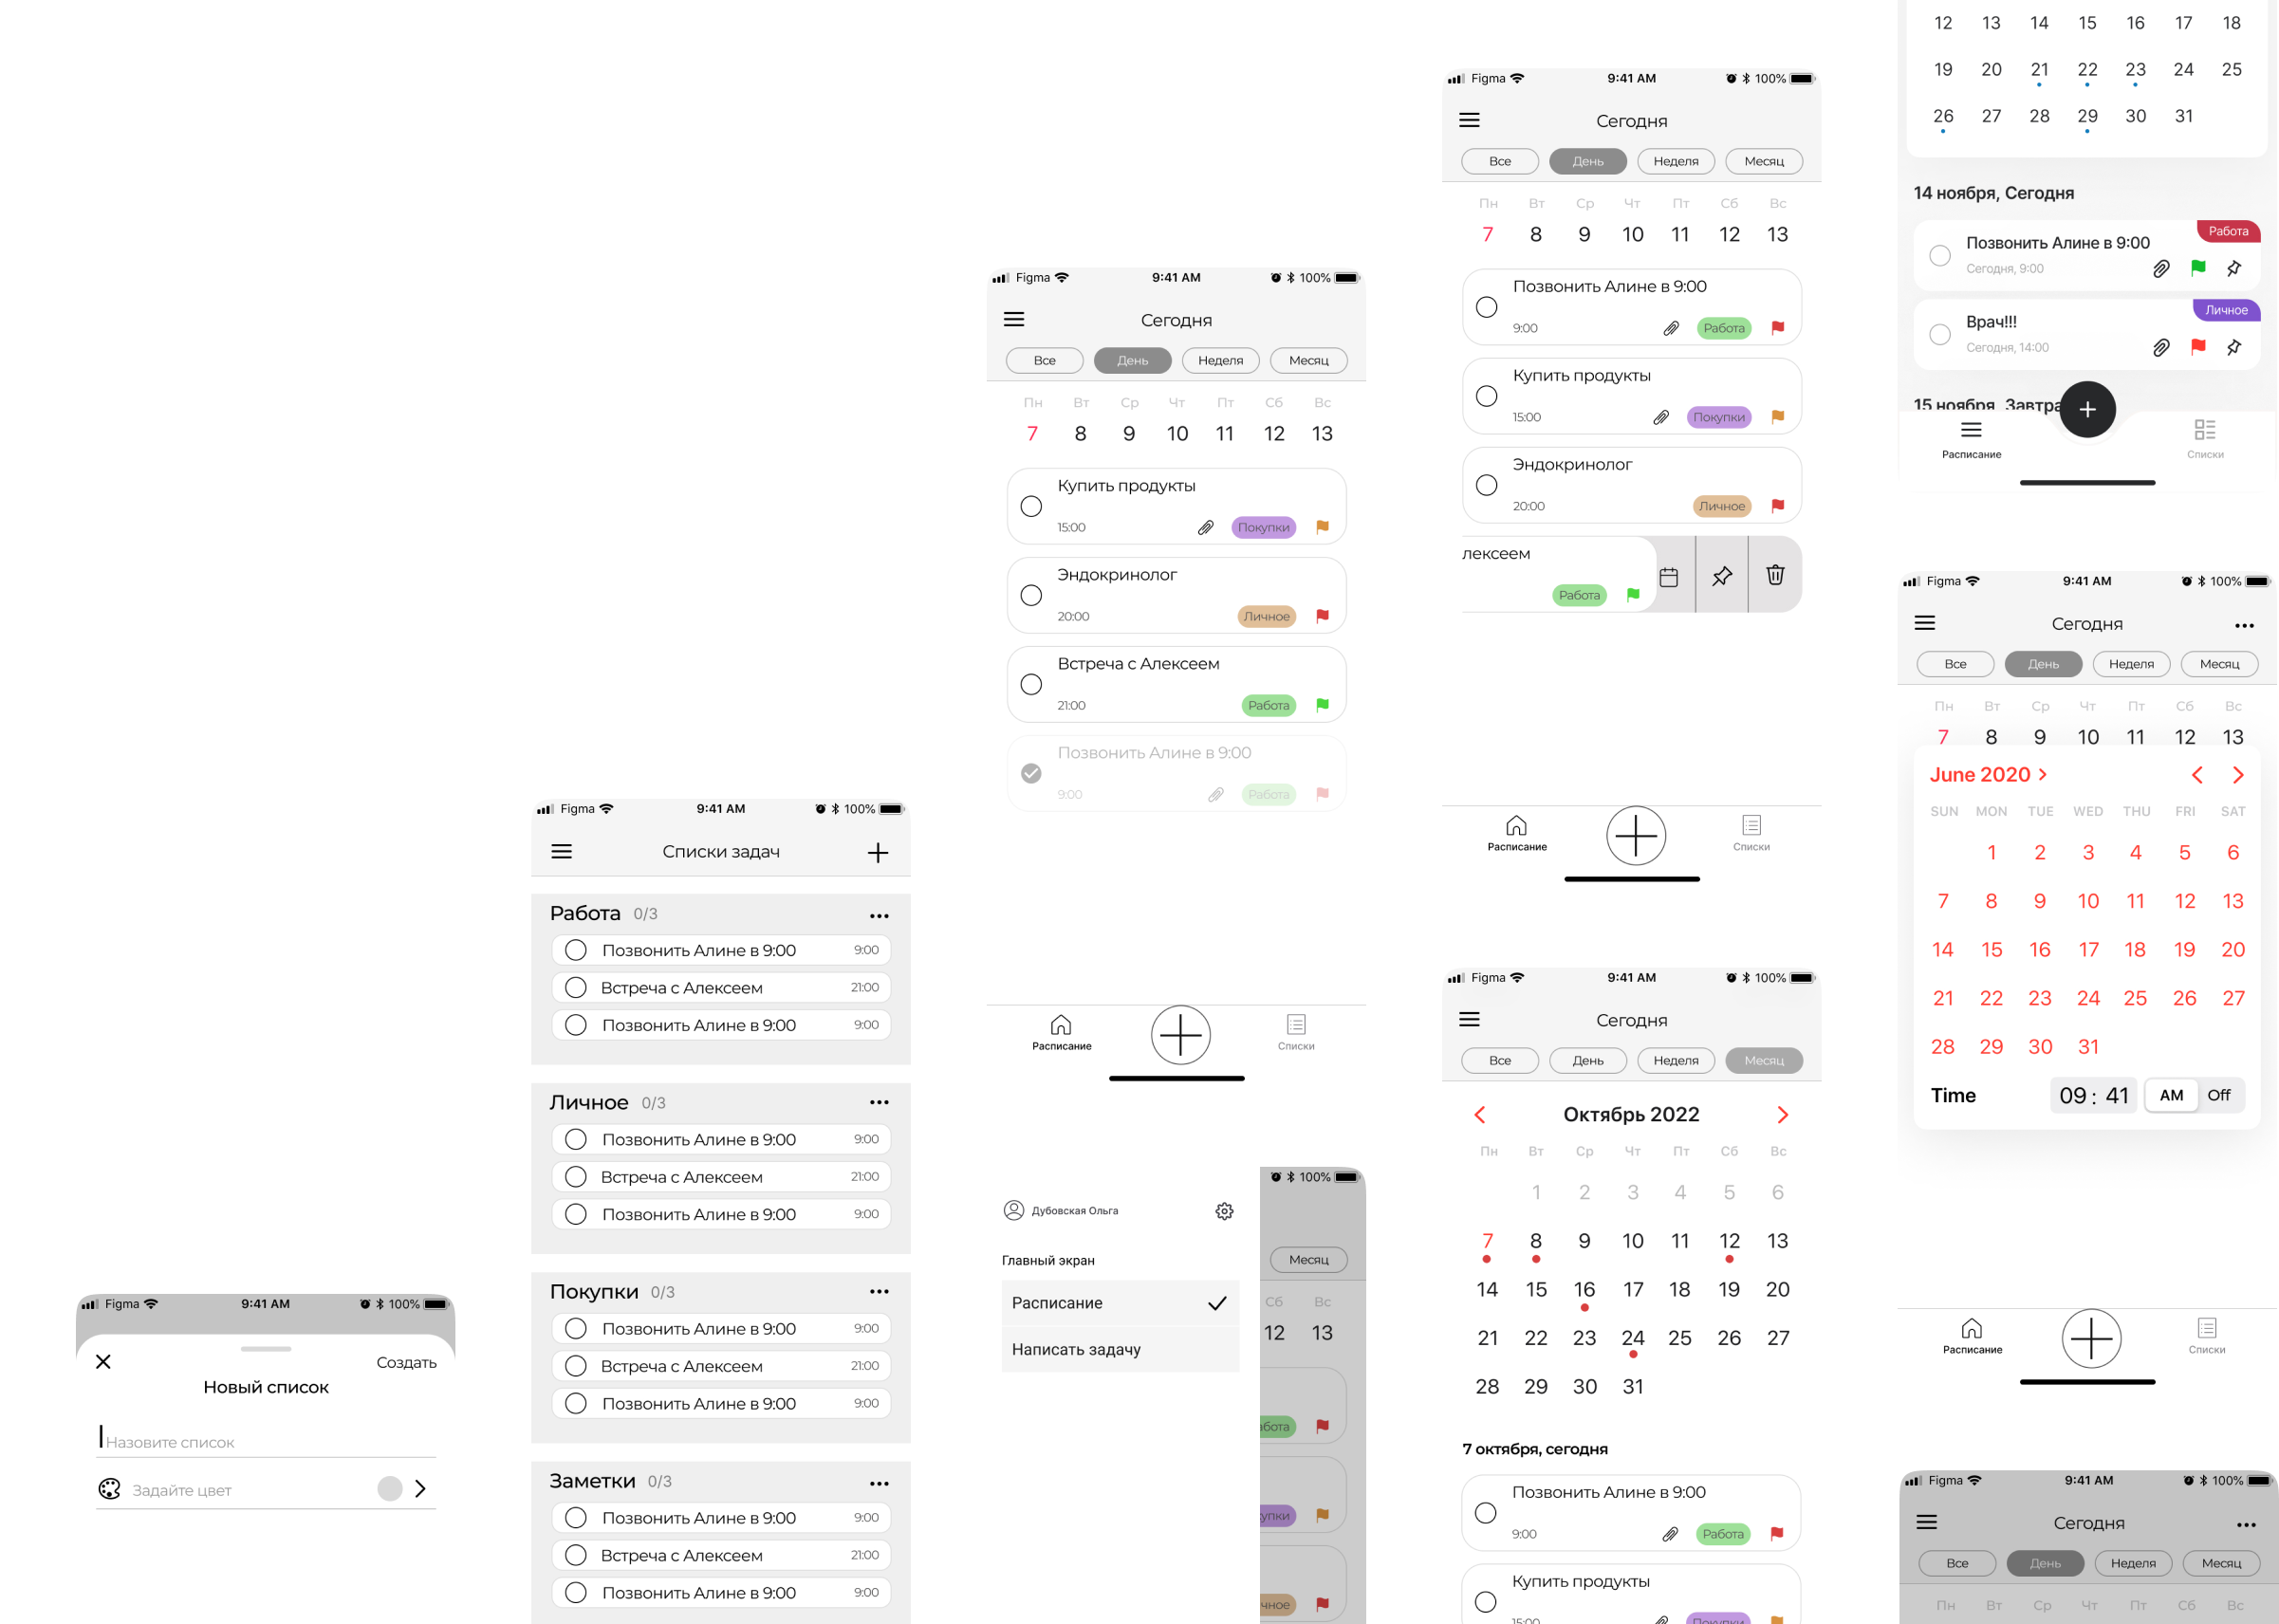 Figma 9:41 AM 100%
Создать
Новый список
Назовите список
Задайте цвет
Figma 9:41 AM 100%
Списки задач
Работа 0/3
Позвонить Алине в 9:00 9:00
Встреча с Алексеем 21:00
Позвонить Алине в 9:00 9:00
Личное 0/3
Позвонить Алине в 9:00 9:00
Встреча с Алексеем 21:00
Позвонить Алине в 9:00 9:00
Покупки 0/3
Позвонить Алине в 9:00 9:00
Встреча с Алексеем 21:00
Позвонить Алине в 9:00 9:00
Заметки 0/3
Позвонить Алине в 9:00 9:00
Встреча с Алексеем 21:00
Позвонить Алине в 9:00 9:00
Figma 9:41 AM 100%
Сегодня
Все День Неделя Месяц
Пн Вт Ср Чт Пт Сб Вс
7 8 9 10 11 12 13
Купить продукты
15:00 Покупки
Эндокринолог
20:00 Личное
Встреча с Алексеем
21:00 Работа
Позвонить Алине в 9:00
9:00 Работа
Расписание Списки
100%
Дубовская Ольга
Главный экран Месяц
Расписание Сб Вс
12 13
Написать задачу
абота
купки
чное
Figma 9:41 AM 100%
Сегодня
Все День Неделя Месяц
Пн Вт Ср Чт Пт Сб Вс
7 8 9 10 11 12 13
Позвонить Алине в 9:00
9:00 Работа
Купить продукты
15:00 Покупки
Эндокринолог
20:00 Личное
лексеем
Работа
Расписание Списки
Figma 9:41 AM 100%
Сегодня
Все День Неделя Месяц
Октябрь 2022
Пн Вт Ср Чт Пт Сб Вс
1 2 3 4 5 6
7 8 9 10 11 12 13
14 15 16 17 18 19 20
21 22 23 24 25 26 27
28 29 30 31
7 октября, сегодня
Позвонить Алине в 9:00
9:00 Работа
Купить продукты
15:00 Покупки
12 13 14 15 16 17 18
19 20 21 22 23 24 25
26 27 28 29 30 31
14 ноября, Сегодня
Работа
Позвонить Алине в 9:00
Сегодня, 9:00
Личное
Врач!!!
Сегодня, 14:00
15 ноября, Завтра
Расписание Списки
Figma 9:41 AM 100%
Сегодня
Все День Неделя Месяц
Пн Вт Ср Чт Пт Сб Вс
7 8 9 10 11 12 13
June 2020
SUN MON TUE WED THU FRI SAT
1 2 3 4 5 6
7 8 9 10 11 12 13
14 15 16 17 18 19 20
21 22 23 24 25 26 27
28 29 30 31
Time 09 : 41 AM Off
Расписание Списки
Figma 9:41 AM 100%
Сегодня
Все День Неделя Месяц
Пн Вт Ср Чт Пт Сб Вс